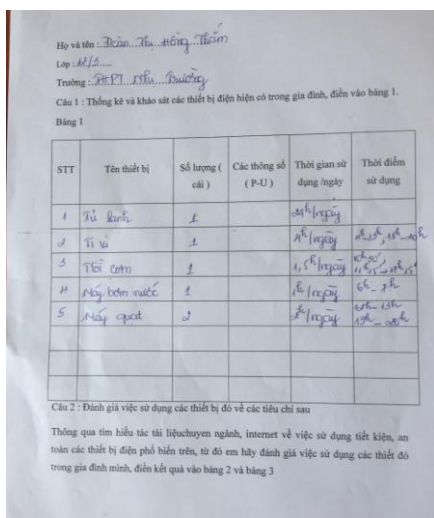 Họ và tên : Đoàn Thị Hồng Thắm
Lớp : 11/5
Trường : THPT
Câu 1 : Thống kê và khảo sát các thiết bị điện hiện có trong gia đình, điền vào bảng 1.
Bảng 1
STT Tên thiết bị Số lượng ( cái ) Các thông số ( P-U ) Thời gian sử dụng /ngày Thời điểm sử dụng
1 Tủ lạnh 1 24h/ngày
2 Ti vi 1 4h/ngày
3 Nồi cơm 1 1,5h/ngày
4 Máy bơm nước 1 1h/ngày 6h - 7h
5 Máy quạt 2 2h/ngày
Câu 2 : Đánh giá việc sử dụng các thiết bị đó về các tiêu chí sau
Thông qua tìm hiểu tác tài liệuchuyen ngành, internet về việc sử dụng tiết kiện, an
toàn các thiết bị điện phổ biến trên, từ đó em hãy đánh giá việc sử dụng các thiết đó
trong gia đình minh, điền kết quả vào bảng 2 và bảng 3